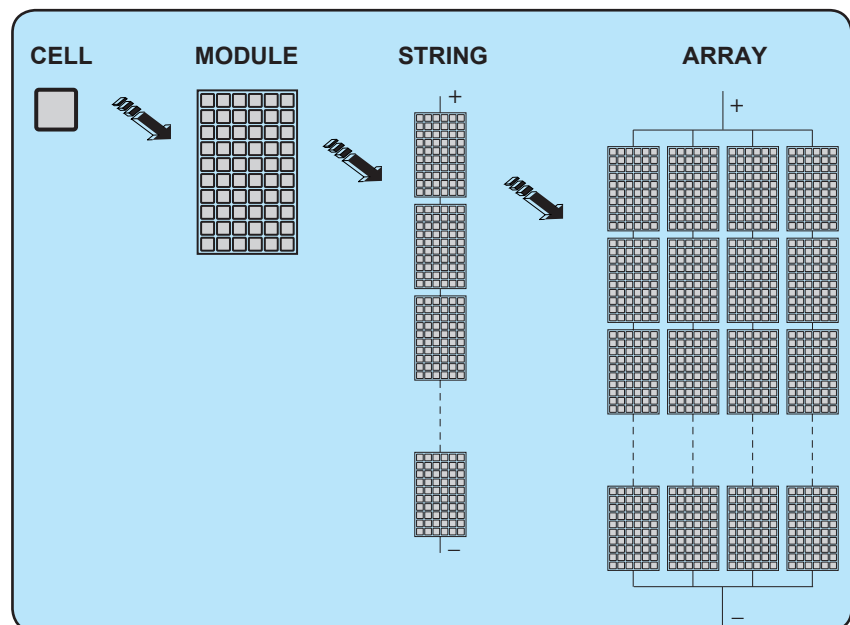 CELL MODULE STRING ARRAY
+ +
−
−